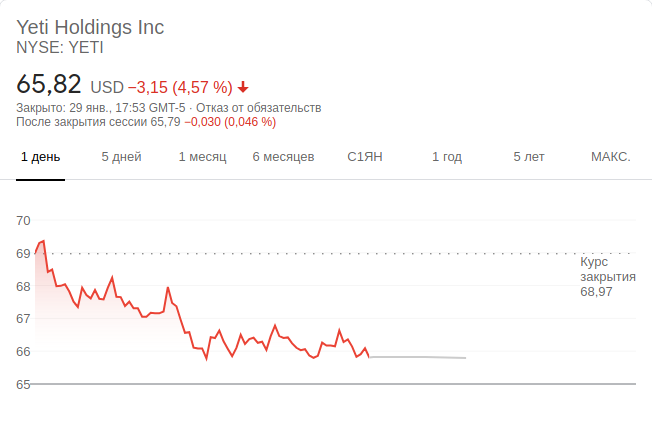 Yeti Holdings Inc
NYSE: YETI
65,82 USD −3,15 (4,57 %)
Закрыто: 29 янв., 17:53 GMT-5 · Отказ от обязательств
После закрытия сессии 65,79 −0,030 (0,046 %)
1 день 5 дней 1 месяц 6 месяцев С1ЯН 1 год 5 лет МАКС.
70
69
Курс
закрытия
68,97
68
67
66
65